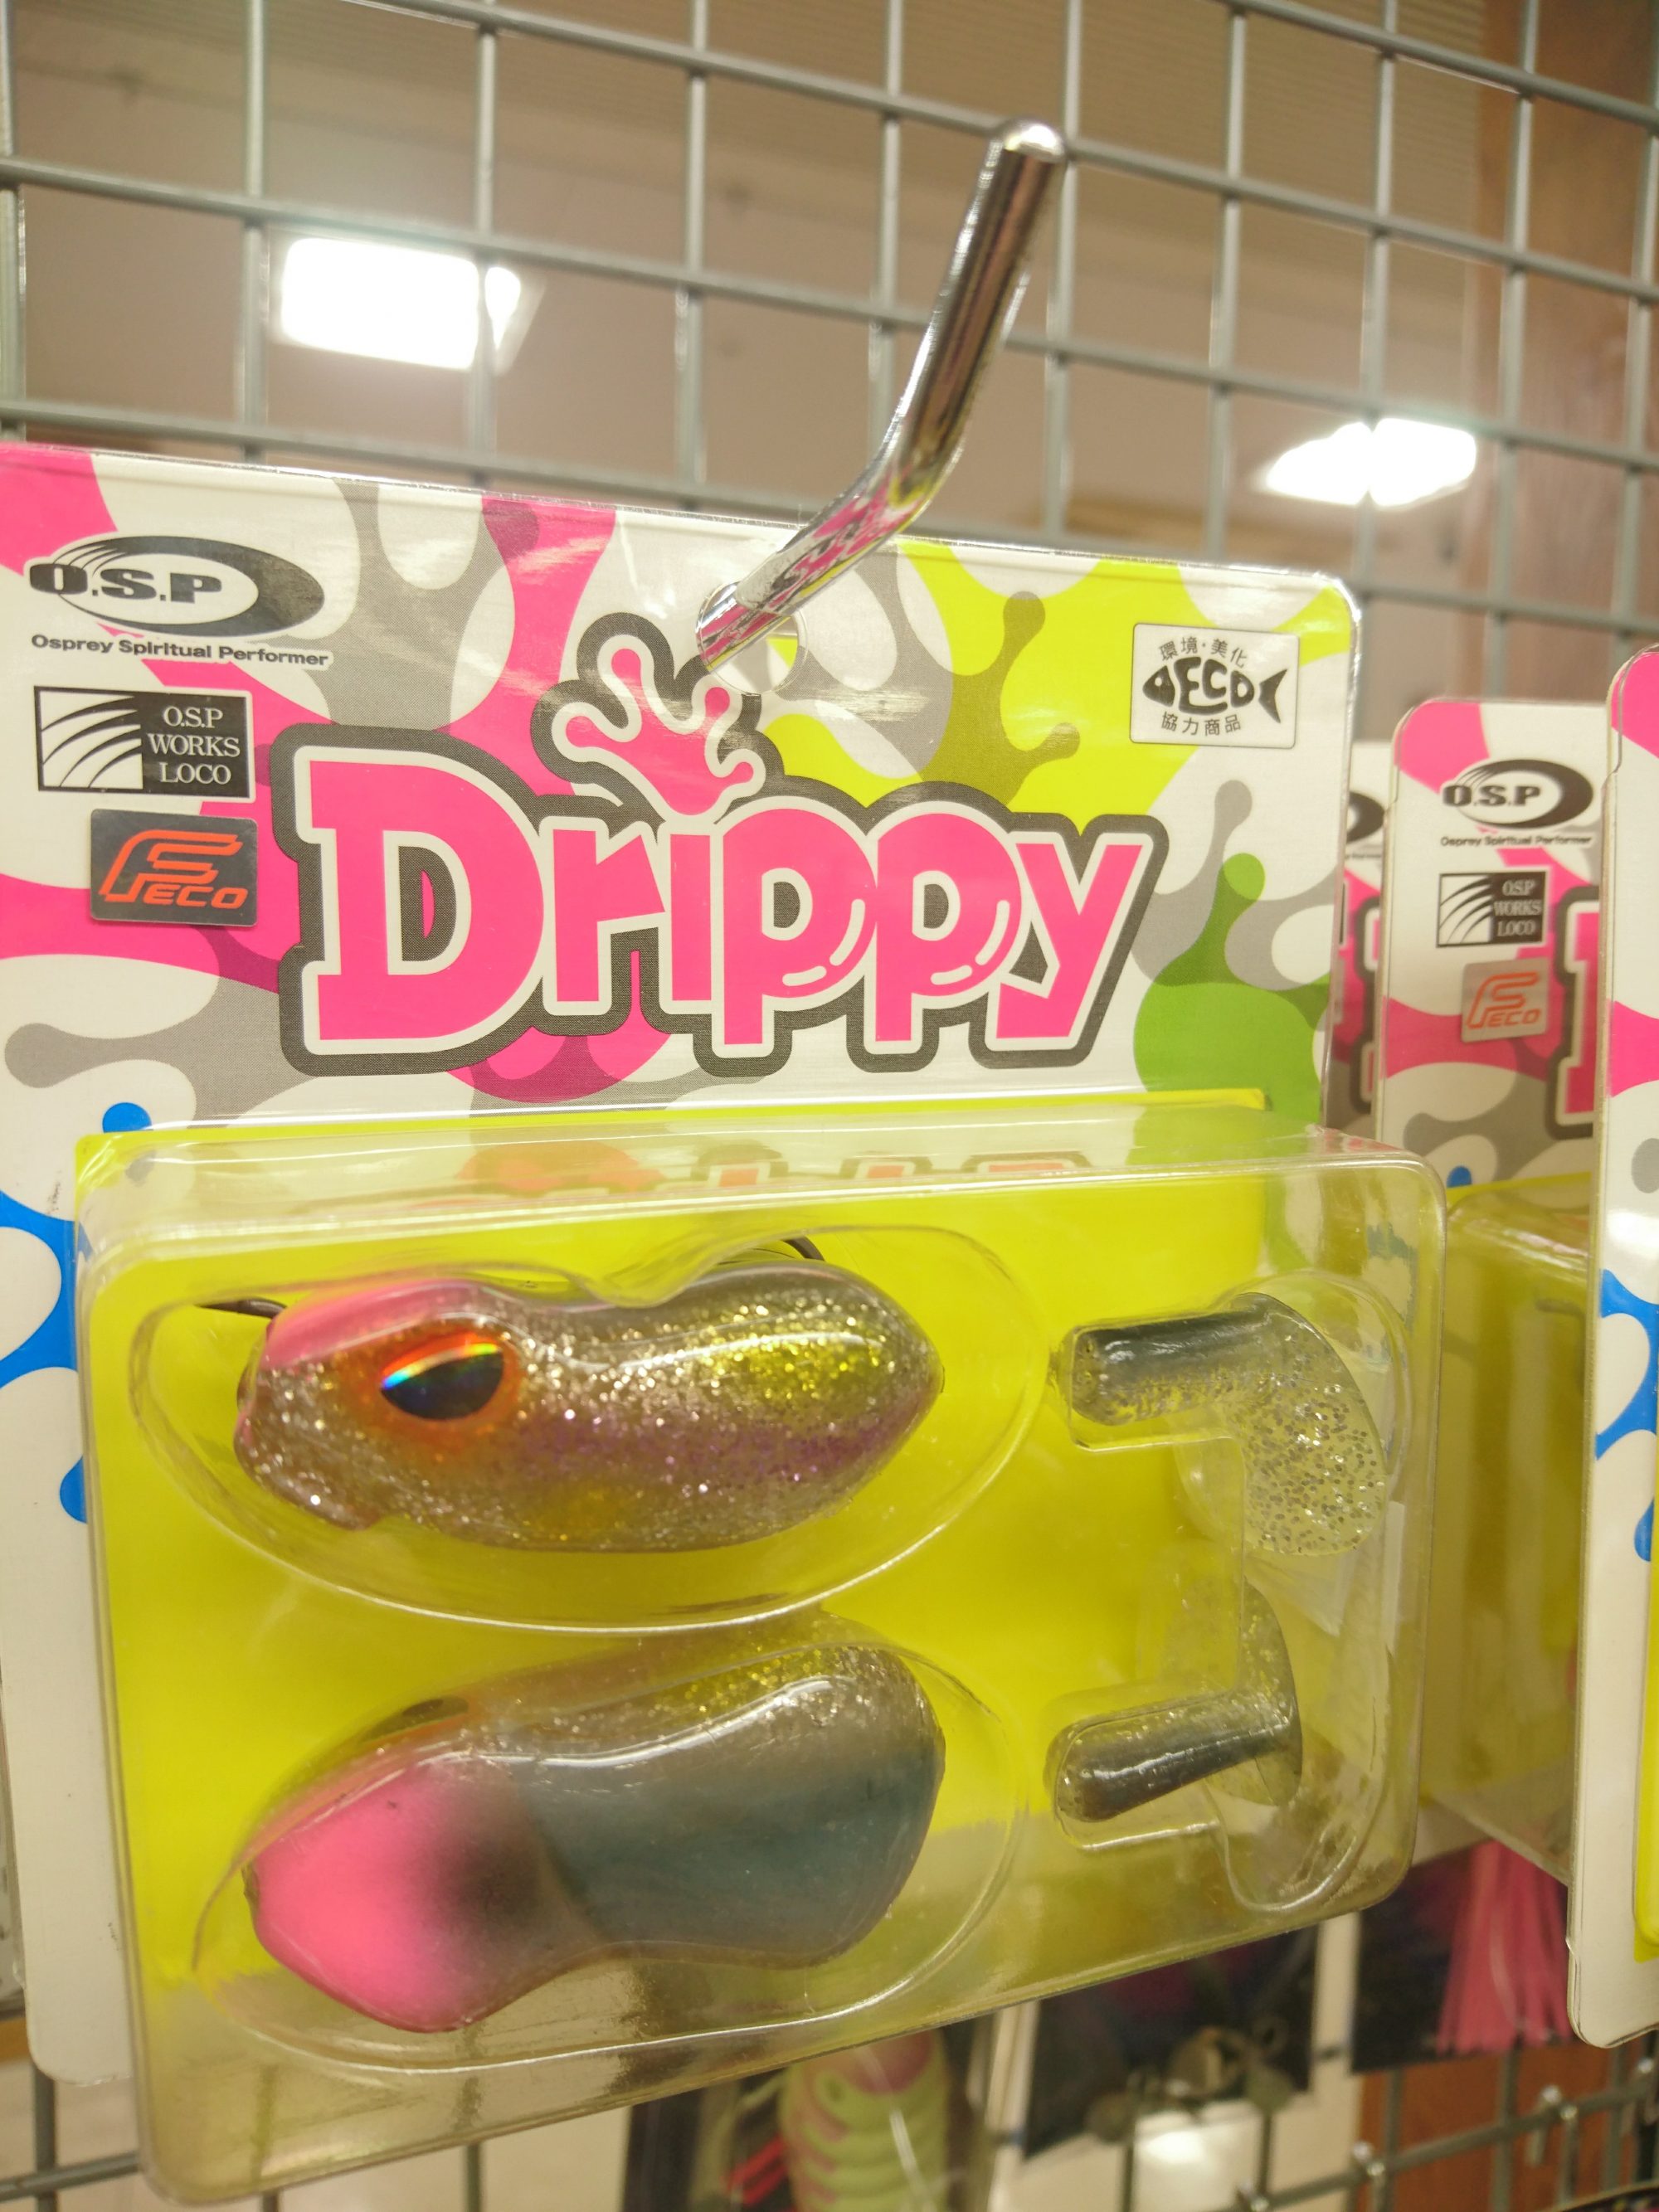 O.S.P
Osprey Spiritual Performer
O.S.P
WORKS
LOCO
FECO
Drippy
環境・美化
ECO
協力商品
O.S.P
Osprey Spiritual Performer
O.S.P
WORKS
LOCO
FECO